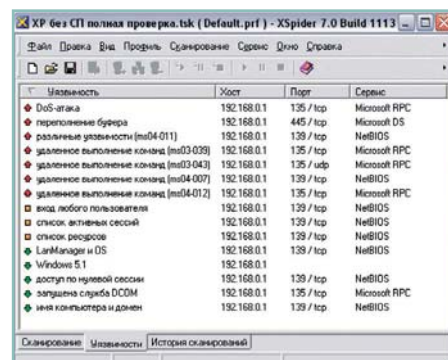 XP без СП полная проверка.tsk ( Default.prf ) - XSpider 7.0 Build 1113
Файл Правка Вид Профиль Сканирование Сервис Окно Справка
Уязвимость Хост Порт Сервис
DoS-атака 192.168.0.1 135 / tcp Microsoft RPC
переполнение буфера 192.168.0.1 445 / tcp Microsoft DS
различные уязвимости (ms04-011) 192.168.0.1 139 / tcp NetBIOS
удаленное выполнение команд (ms03-039) 192.168.0.1 135 / tcp Microsoft RPC
удаленное выполнение команд (ms03-043) 192.168.0.1 135 / udp Microsoft RPC
удаленное выполнение команд (ms04-007) 192.168.0.1 139 / tcp NetBIOS
удаленное выполнение команд (ms04-012) 192.168.0.1 135 / tcp Microsoft RPC
вход любого пользователя 192.168.0.1 139 / tcp NetBIOS
список активных сессий 192.168.0.1 139 / tcp NetBIOS
список ресурсов 192.168.0.1 139 / tcp NetBIOS
LanManager и OS 192.168.0.1 139 / tcp NetBIOS
Windows 5.1 192.168.0.1
доступ по нулевой сессии 192.168.0.1 139 / tcp NetBIOS
запущена служба DCOM 192.168.0.1 135 / tcp Microsoft RPC
имя компьютера и домен 192.168.0.1 139 / tcp NetBIOS
Сканирование Уязвимости История сканирований